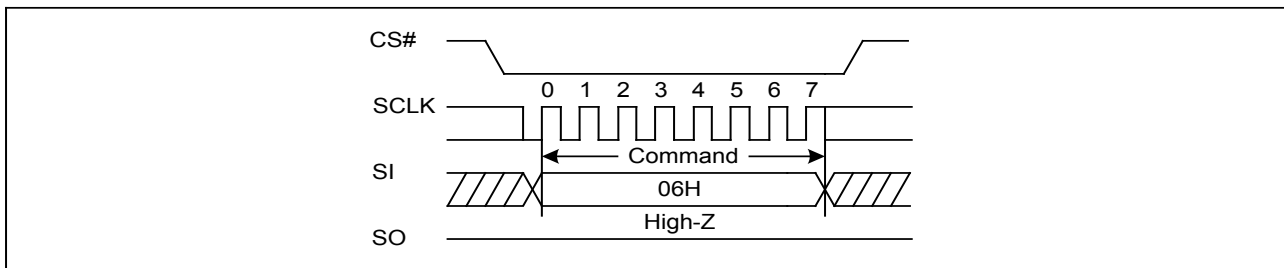 CS#
0 1 2 3 4 5 6 7
SCLK
Command
SI
06H
High-Z
SO